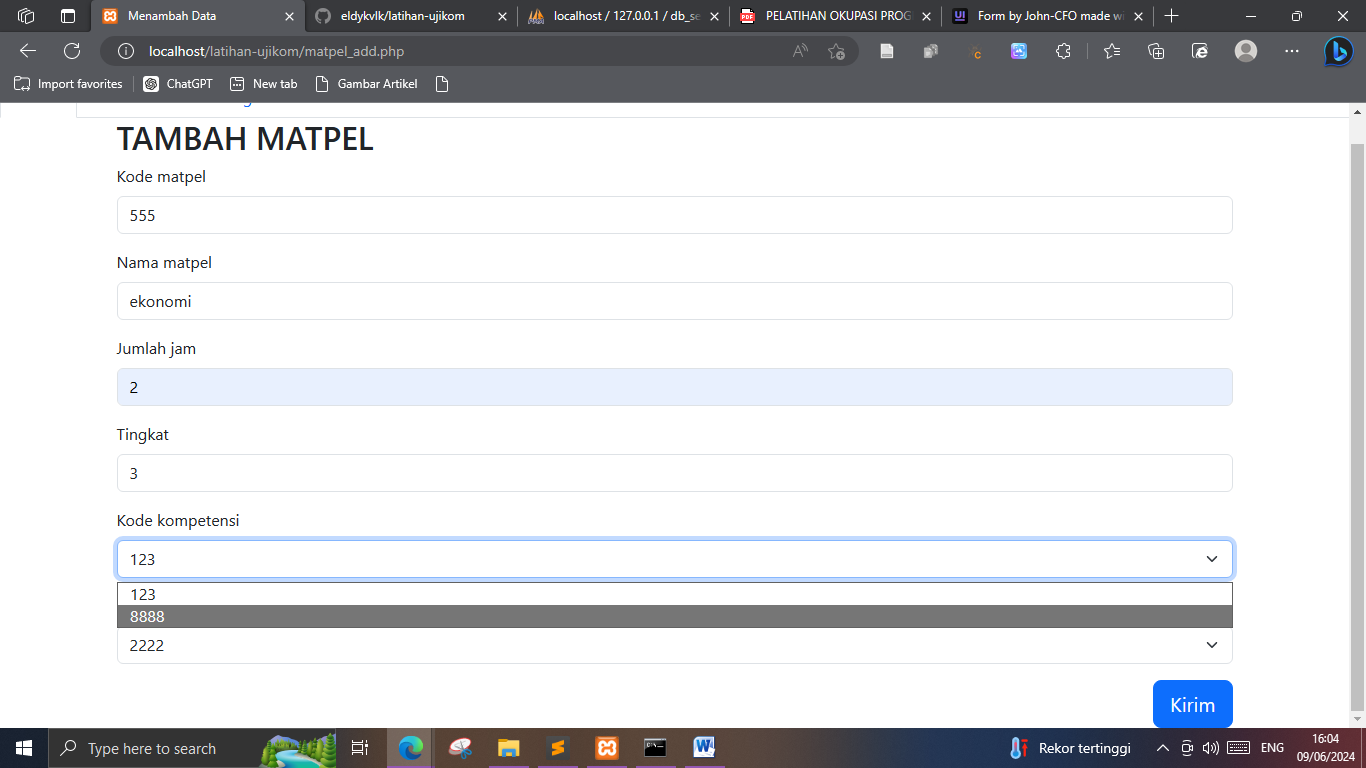 Menambah Data
eldykvlk/latihan-ujikom
localhost / 127.0.0.1 / db_se
PELATIHAN OKUPASI PROG
Form by John-CFO made wi
localhost/latihan-ujikom/matpel_add.php
Import favorites
ChatGPT
New tab
Gambar Artikel
TAMBAH MATPEL
Kode matpel
555
Nama matpel
ekonomi
Jumlah jam
2
Tingkat
3
Kode kompetensi
123
123
8888
2222
Kirim
Type here to search
Rekor tertinggi
ENG
16:04
09/06/2024